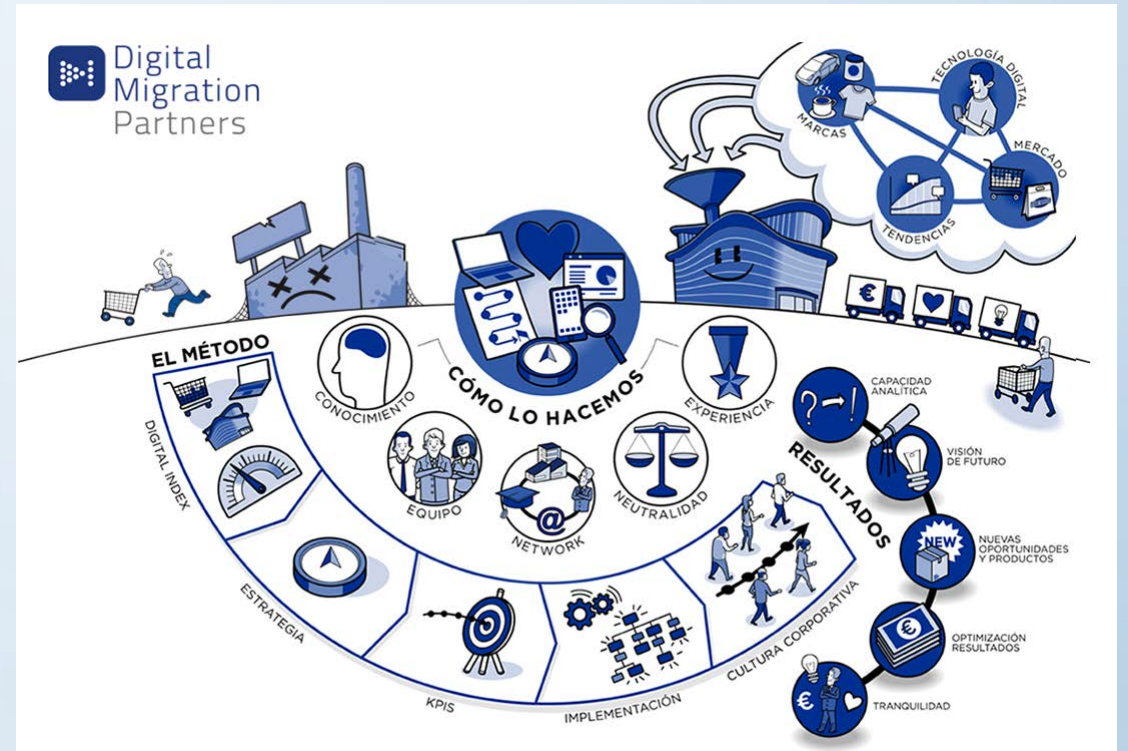 Digital
Migration
Partners
MARCAS
TECNOLOGÍA DIGITAL
MERCADO
TENDENCIAS
EL MÉTODO
DIGITAL INDEX
ESTRATEGIA
KPIS
IMPLEMENTACIÓN
CULTURA CORPORATIVA
CÓMO LO HACEMOS
CONOCIMIENTO
EQUIPO
@
NETWORK
NEUTRALIDAD
EXPERIENCIA
€
RESULTADOS
?→!
CAPACIDAD
ANALÍTICA
VISIÓN
DE FUTURO
NEW
NUEVAS
OPORTUNIDADES
Y PRODUCTOS
€
OPTIMIZACIÓN
RESULTADOS
€
TRANQUILIDAD